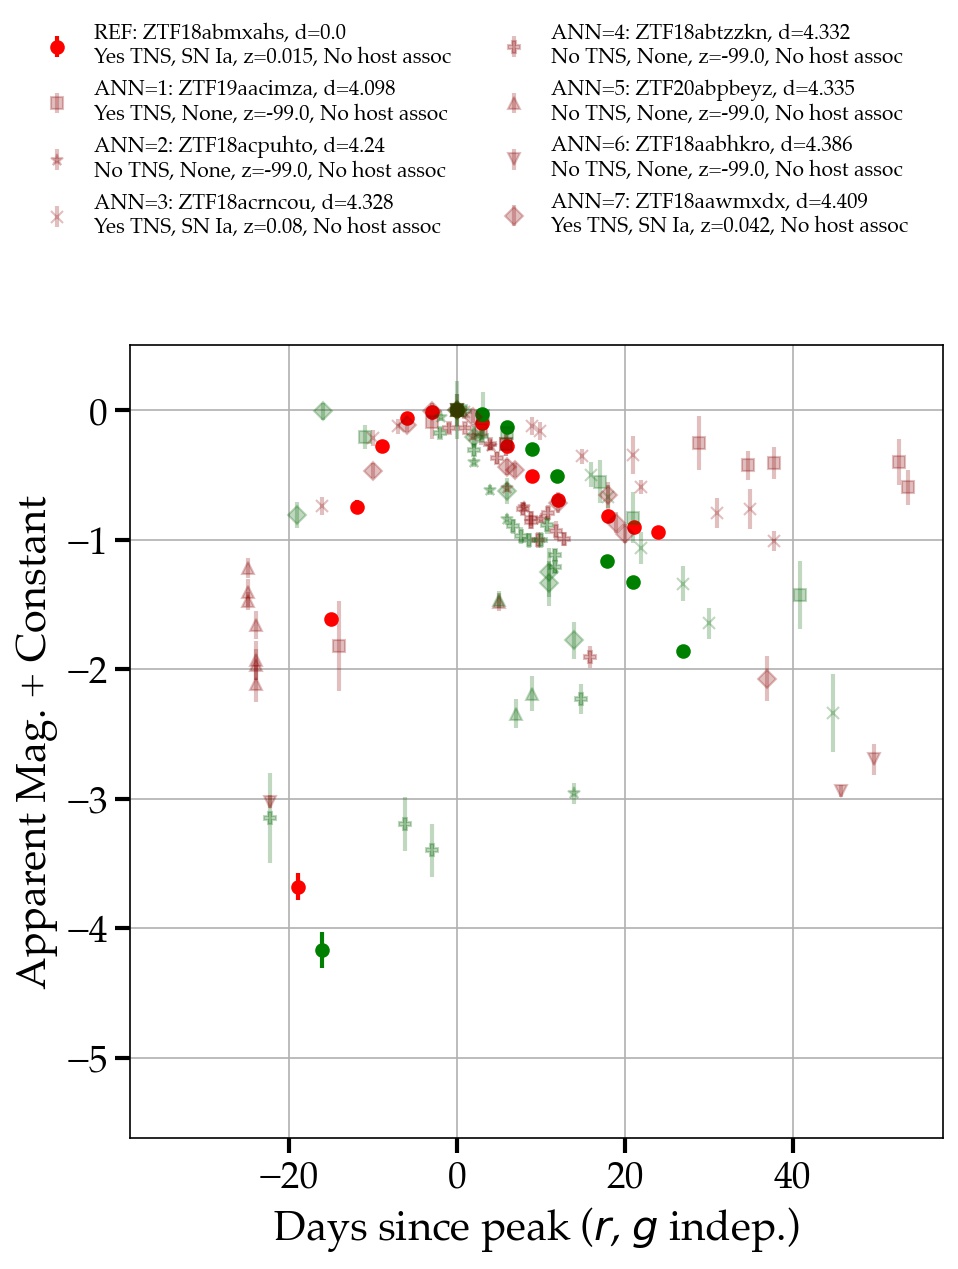 REF: ZTF18abmxahs, d=0.0
Yes TNS, SN Ia, z=0.015, No host assoc
ANN=1: ZTF19aacimza, d=4.098
Yes TNS, None, z=-99.0, No host assoc
ANN=2: ZTF18acpuhto, d=4.24
No TNS, None, z=-99.0, No host assoc
ANN=3: ZTF18acrncou, d=4.328
Yes TNS, SN Ia, z=0.08, No host assoc
ANN=4: ZTF18abtzzkn, d=4.332
No TNS, None, z=-99.0, No host assoc
ANN=5: ZTF20abpbeyz, d=4.335
No TNS, None, z=-99.0, No host assoc
ANN=6: ZTF18aabhkro, d=4.386
No TNS, None, z=-99.0, No host assoc
ANN=7: ZTF18aawmxdx, d=4.409
Yes TNS, SN Ia, z=0.042, No host assoc
Apparent Mag. + Constant
0
−1
−2
−3
−4
−5
−20
0
20
40
Days since peak (r, g indep.)